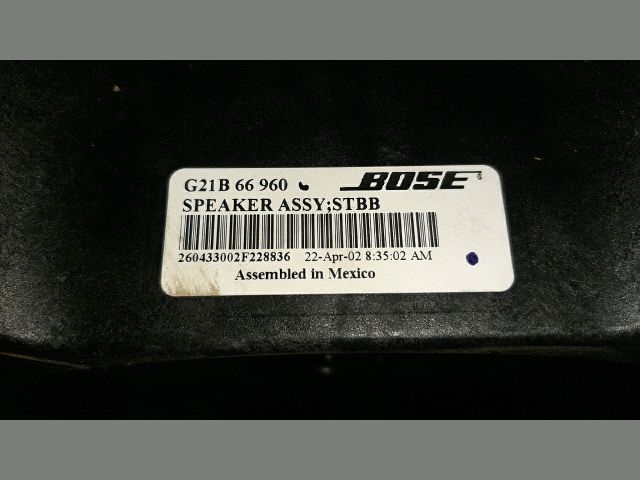 G21B 66 960 BOSE
SPEAKER ASSY;STBB
260433002F228836 22-Apr-02 8:35:02 AM
Assembled in Mexico